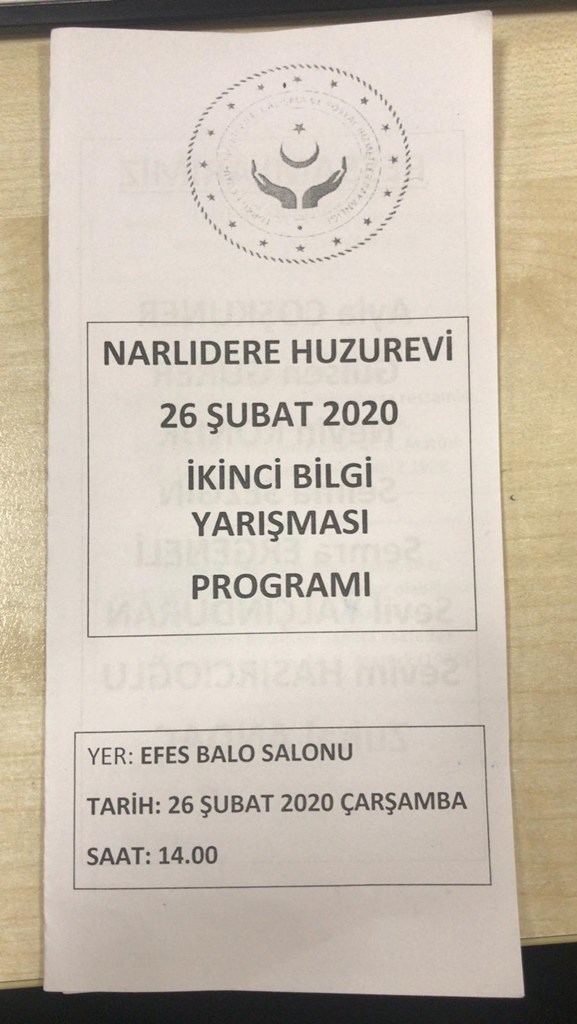 NARLIDERE HUZUREVİ
26 ŞUBAT 2020
İKİNCİ BİLGİ
YARIŞMASI
PROGRAMI
YER: EFES BALO SALONU
TARİH: 26 ŞUBAT 2020 ÇARŞAMBA
SAAT: 14.00